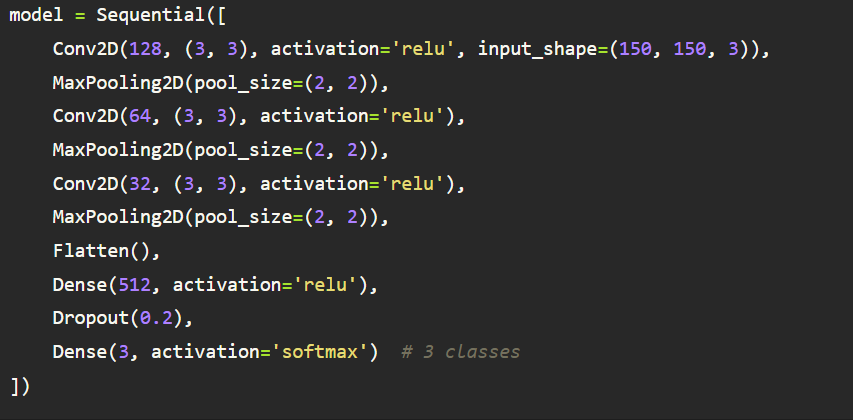 model = Sequential([
    Conv2D(128, (3, 3), activation='relu', input_shape=(150, 150, 3)),
    MaxPooling2D(pool_size=(2, 2)),
    Conv2D(64, (3, 3), activation='relu'),
    MaxPooling2D(pool_size=(2, 2)),
    Conv2D(32, (3, 3), activation='relu'),
    MaxPooling2D(pool_size=(2, 2)),
    Flatten(),
    Dense(512, activation='relu'),
    Dropout(0.2),
    Dense(3, activation='softmax')  # 3 classes
])